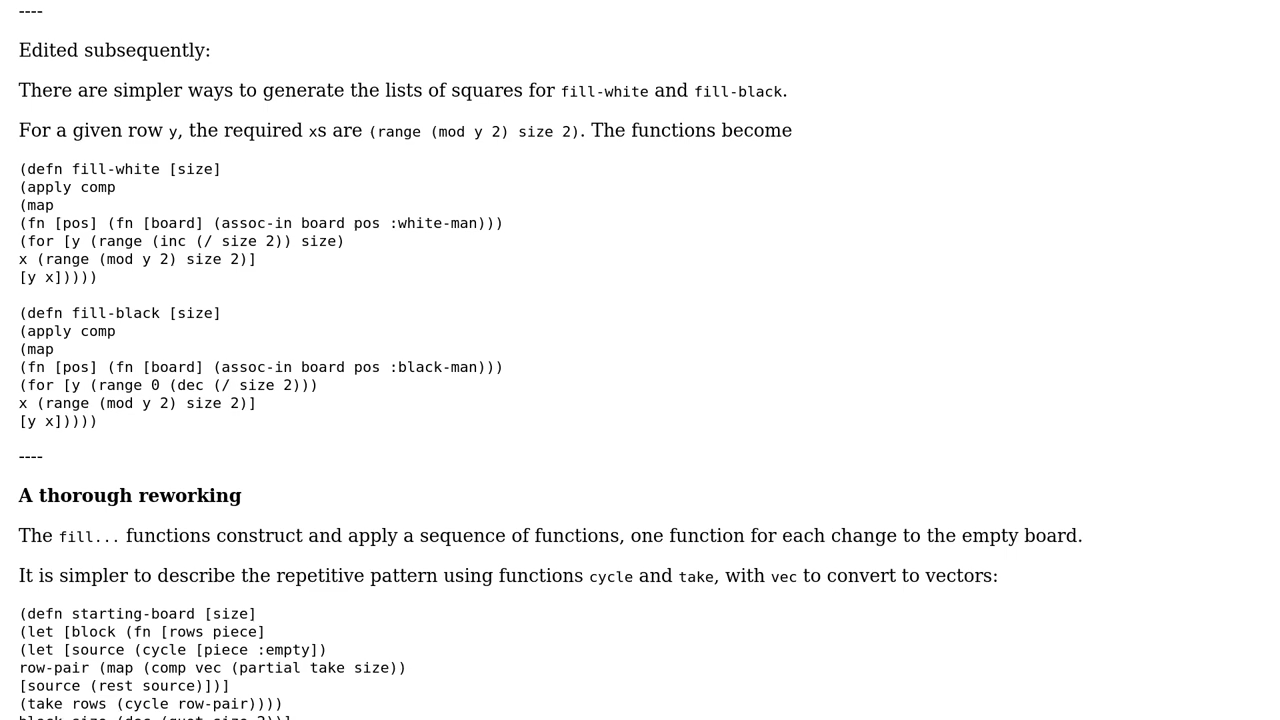 ----
Edited subsequently:
There are simpler ways to generate the lists of squares for fill-white and fill-black.
For a given row y, the required xs are (range (mod y 2) size 2). The functions become
(defn fill-white [size]
(apply comp
(map
(fn [pos] (fn [board] (assoc-in board pos :white-man)))
(for [y (range (inc (/ size 2)) size)
x (range (mod y 2) size 2)]
[y x]))))
(defn fill-black [size]
(apply comp
(map
(fn [pos] (fn [board] (assoc-in board pos :black-man)))
(for [y (range 0 (dec (/ size 2)))
x (range (mod y 2) size 2)]
[y x]))))
----
A thorough reworking
The fill... functions construct and apply a sequence of functions, one function for each change to the empty board.
It is simpler to describe the repetitive pattern using functions cycle and take, with vec to convert to vectors:
(defn starting-board [size]
(let [block (fn [rows piece]
(let [source (cycle [piece :empty])
row-pair (map (comp vec (partial take size))
[source (rest source)])]
(take rows (cycle row-pair))))
block-size (dec (quot size 2))]